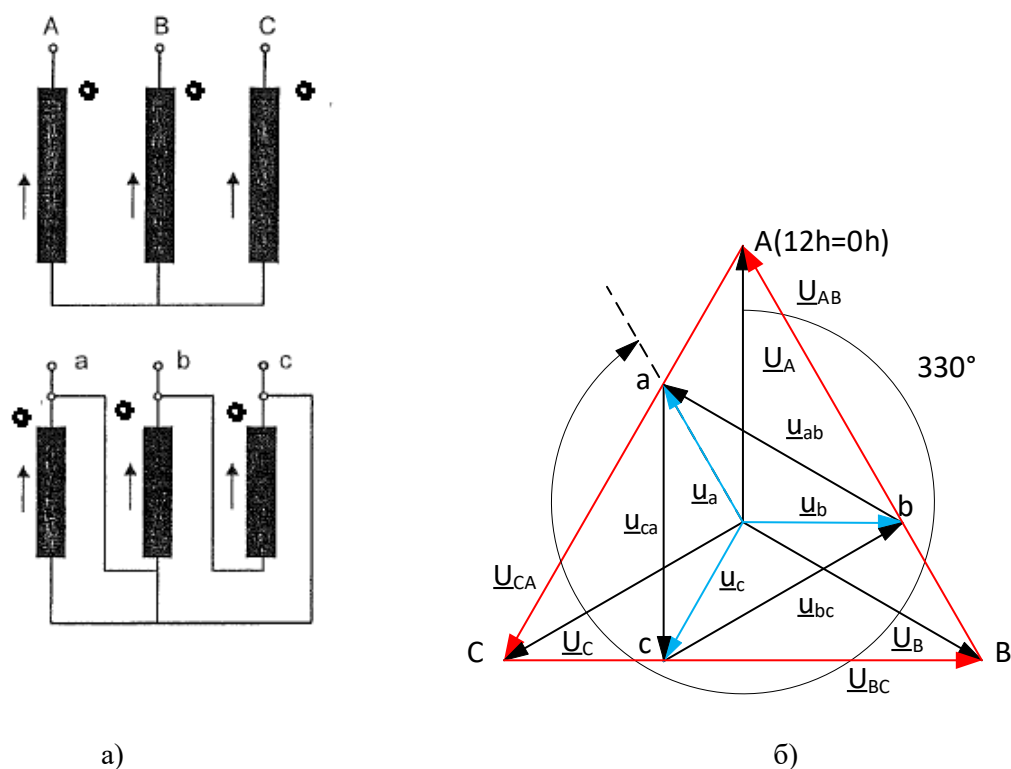 A B C
a b c
A(12h=0h)
U_AB
U_A
330°
a
u_ab
u_a
u_b
b
u_ca
u_c
U_CA
u_bc
U_C
c
U_B
C
B
U_BC
а)
б)